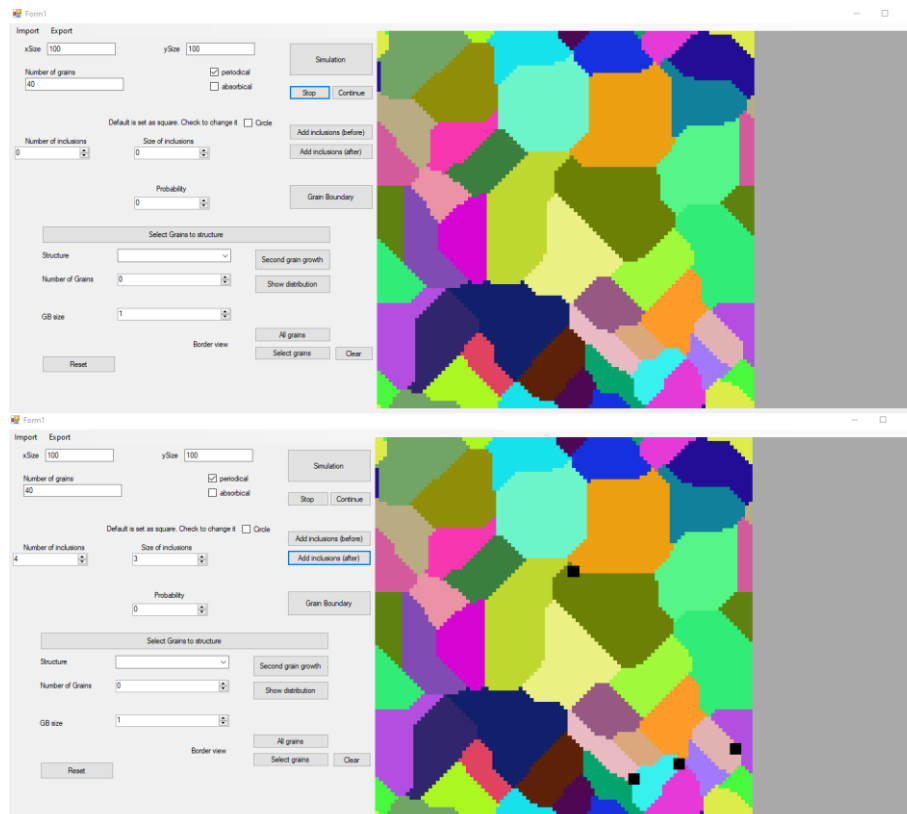 Form1
Import Export
xSize 100 ySize 100
Simulation
Number of grains
40
periodical
absorbical
Stop Continue
Default is set as square. Check to change it Circle
Add inclusions (before)
Number of inclusions Size of inclusions
0 0
Add inclusions (after)
Probability
0
Grain Boundary
Select Grains to structure
Structure
Second grain growth
Number of Grains 0
Show distribution
GB size 1
All grains
Border view
Select grains Clear
Reset
Form1
Import Export
xSize 100 ySize 100
Simulation
Number of grains
40
periodical
absorbical
Stop Continue
Default is set as square. Check to change it Circle
Add inclusions (before)
Number of inclusions Size of inclusions
4 3
Add inclusions (after)
Probability
0
Grain Boundary
Select Grains to structure
Structure
Second grain growth
Number of Grains 0
Show distribution
GB size 1
All grains
Border view
Select grains Clear
Reset